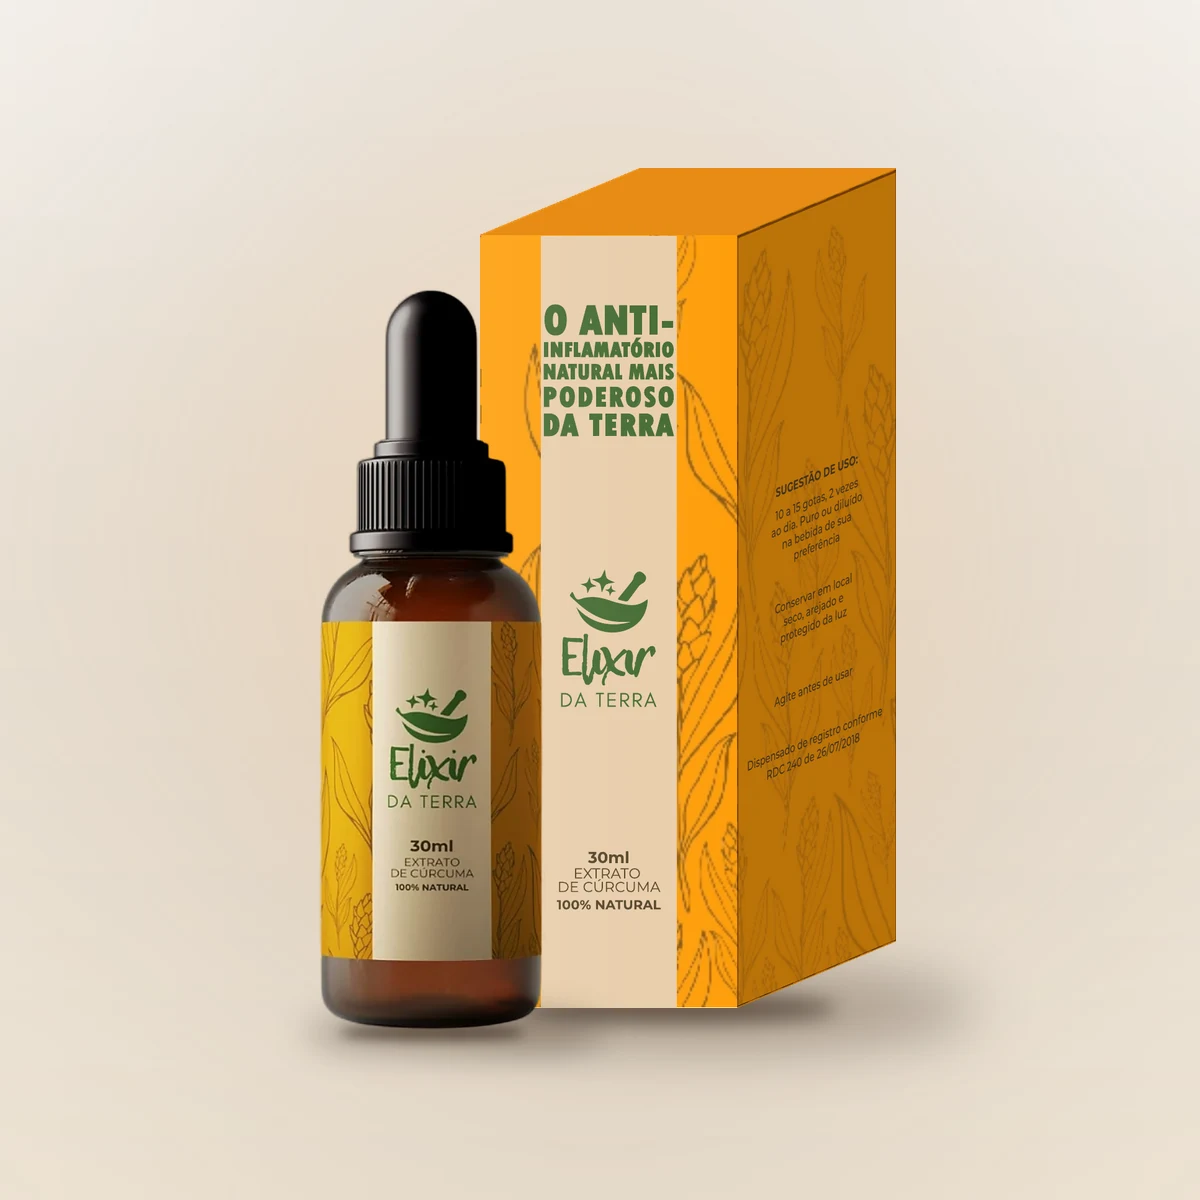 O ANTI-
INFLAMATÓRIO
NATURAL MAIS
PODEROSO
DA TERRA
Elixir
DA TERRA
30ml
EXTRATO
DE CÚRCUMA
100% NATURAL
SUGESTÃO DE USO:
10 a 15 gotas, 2 vezes
ao dia. Puro ou diluído
na bebida de sua
preferência
Conservar em local
seco, arejado e
protegido da luz
Agite antes de usar
Dispensado de registro conforme
RDC 240 de 26/07/2018
Elixir
DA TERRA
30ml
EXTRATO
DE CÚRCUMA
100% NATURAL